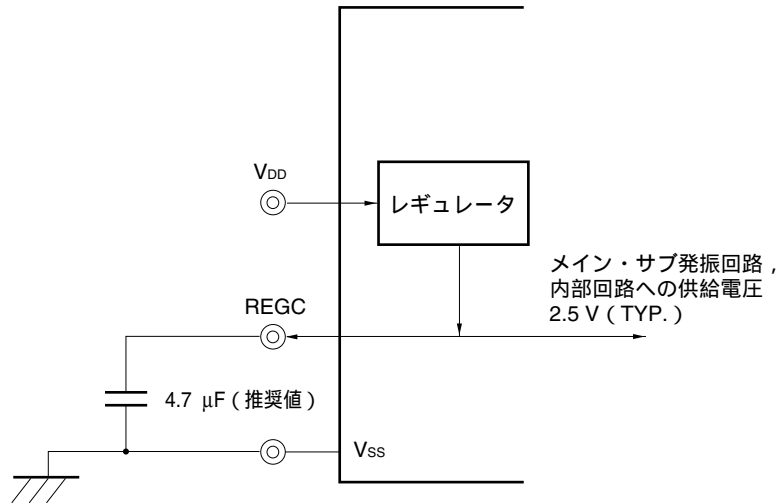 VDD
レギュレータ
メイン・サブ発振回路，
内部回路への供給電圧
2.5 V（TYP.）
REGC
4.7 μF（推奨値）
VSS